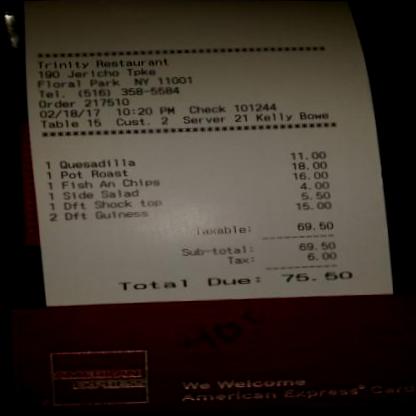 Trinity Restaurant
190 Jericho Tpke
Floral Park NY 11001
Tel. (516) 358-5584
Order 217510
02/18/17 10:20 PM Check 101244
Table 15 Cust. 2 Server 21 Kelly Bowe
1 Quesadilla 11.00
1 Pot Roast 18.00
1 Fish An Chips 16.00
1 Side Salad 4.00
1 Dft Shock top 5.50
2 Dft Guiness 15.00
Taxable: 69.50
Sub-total: 69.50
Tax: 6.00
Total Due: 75.50
AMERICAN
EXPRESS
We Welcome
American Express® Cards